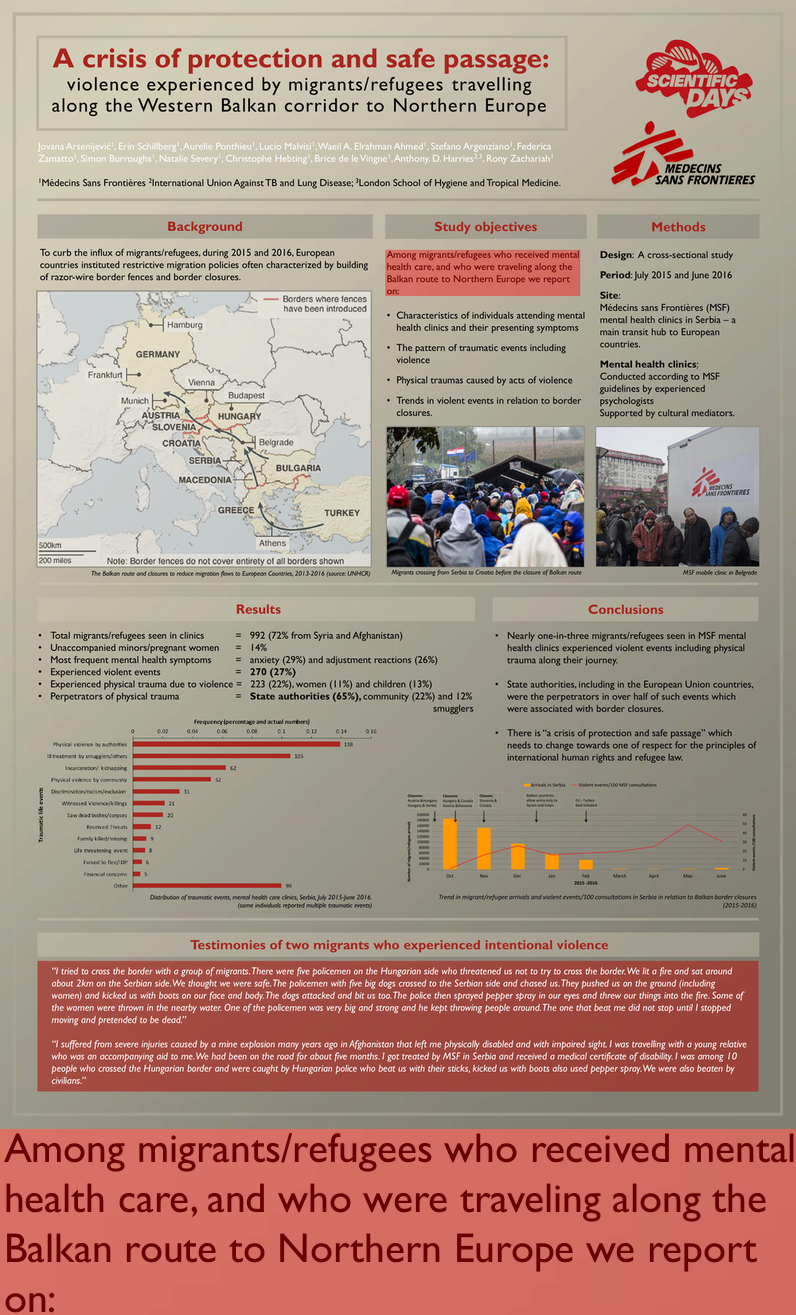 A crisis of protection and safe passage:
violence experienced by migrants/refugees travelling
along the Western Balkan corridor to Northern Europe
SCIENTIFIC
DAYS
MEDECINS
SANS FRONTIERES
Jovana Arsenijević¹, Erin Schillberg¹, Aurelie Ponthieu¹, Lucio Malvisi¹, Waeil A. Elrahman Ahmed¹, Stefano Argenziano¹, Federica
Zamatto¹, Simon Burroughs¹, Natalie Severy¹, Christophe Hebting¹, Brice de le Vingne¹, Anthony. D. Harries²,³, Rony Zachariah¹
¹Médecins Sans Frontières ²International Union Against TB and Lung Disease; ³London School of Hygiene and Tropical Medicine.
Background
To curb the influx of migrants/refugees, during 2015 and 2016, European
countries instituted restrictive migration policies often characterized by building
of razor-wire border fences and border closures.
Borders where fences
have been introduced
Hamburg
GERMANY
Frankfurt
Vienna
Munich
Budapest
AUSTRIA
HUNGARY
SLOVENIA
CROATIA
Belgrade
SERBIA
BULGARIA
MACEDONIA
GREECE
TURKEY
Athens
500km
200 miles
Note: Border fences do not cover entirety of all borders shown
The Balkan route and closures to reduce migration flows to European Countries, 2013-2016 (source: UNHCR)
Study objectives
Among migrants/refugees who received mental
health care, and who were traveling along the
Balkan route to Northern Europe we report
on:
• Characteristics of individuals attending mental
health clinics and their presenting symptoms
• The pattern of traumatic events including
violence
• Physical traumas caused by acts of violence
• Trends in violent events in relation to border
closures.
Migrants crossing from Serbia to Croatia before the closure of Balkan route
Methods
Design: A cross-sectional study
Period: July 2015 and June 2016
Site:
Médecins sans Frontières (MSF)
mental health clinics in Serbia – a
main transit hub to European
countries.
Mental health clinics;
Conducted according to MSF
guidelines by experienced
psychologists
Supported by cultural mediators.
MEDECINS
SANS FRONTIERES
MSF mobile clinic in Belgrade
Results
• Total migrants/refugees seen in clinics = 992 (72% from Syria and Afghanistan)
• Unaccompanied minors/pregnant women = 14%
• Most frequent mental health symptoms = anxiety (29%) and adjustment reactions (26%)
• Experienced violent events = 270 (27%)
• Experienced physical trauma due to violence = 223 (22%), women (11%) and children (13%)
• Perpetrators of physical trauma = State authorities (65%), community (22%) and 12%
smugglers
Frequency (percentage and actual numbers)
0 0.02 0.04 0.06 0.08 0.1 0.12 0.14 0.16
Traumatic life events
Physical violence by authorities 138
Illtreatment by smugglers/others 105
Incarceration/ kidnapping 62
Physical violence by community 52
Discrimination/racism/exclusion 31
Witnessed Violence/killings 21
Saw dead bodies/corpses 20
Received Threats 12
Family killed/missing 9
Life threatening event 8
Forced to flee/IDP 6
Financial concerns 5
Other 99
Distribution of traumatic events, mental health care clinics, Serbia, July 2015-June 2016.
(some individuals reported multiple traumatic events)
Conclusions
• Nearly one-in-three migrants/refugees seen in MSF mental
health clinics experienced violent events including physical
trauma along their journey.
• State authorities, including in the European Union countries,
were the perpetrators in over half of such events which
were associated with border closures.
• There is "a crisis of protection and safe passage" which
needs to change towards one of respect for the principles of
international human rights and refugee law.
Arrivals in Serbia Violent events/100 MSF consultations
Closures:
Austria & Hungary
Hungary & Serbia
Closures:
Hungary & Croatia
Austria & Slovenia
Closures:
Slovenia &
Croatia
Balkan countries
allow entry only to
Syrian and Iraqis
EU - Turkey
deal initiated
Number of migrant/refugee arrivals
200000
180000
160000
140000
120000
100000
80000
60000
40000
20000
0
Violent events /100 consultations
Oct Nov Dec Jan Feb March April May June
2015 -2016
Trend in migrant/refugee arrivals and violent events/100 consultations in Serbia in relation to Balkan border closures
(2015-2016)
Testimonies of two migrants who experienced intentional violence
"I tried to cross the border with a group of migrants. There were five policemen on the Hungarian side who threatened us not to try to cross the border. We lit a fire and sat around
about 2km on the Serbian side. We thought we were safe. The policemen with five big dogs crossed to the Serbian side and chased us. They pushed us on the ground (including
women) and kicked us with boots on our face and body. The dogs attacked and bit us too. The police then sprayed pepper spray in our eyes and threw our things into the fire. Some of
the women were thrown in the nearby water. One of the policemen was very big and strong and he kept throwing people around. The one that beat me did not stop until I stopped
moving and pretended to be dead."
"I suffered from severe injuries caused by a mine explosion many years ago in Afghanistan that left me physically disabled and with impaired sight. I was travelling with a young relative
who was an accompanying aid to me. We had been on the road for about five months. I got treated by MSF in Serbia and received a medical certificate of disability. I was among 10
people who crossed the Hungarian border and were caught by Hungarian police who beat us with their sticks, kicked us with boots also used pepper spray. We were also beaten by
civilians."
Among migrants/refugees who received mental
health care, and who were traveling along the
Balkan route to Northern Europe we report
on: